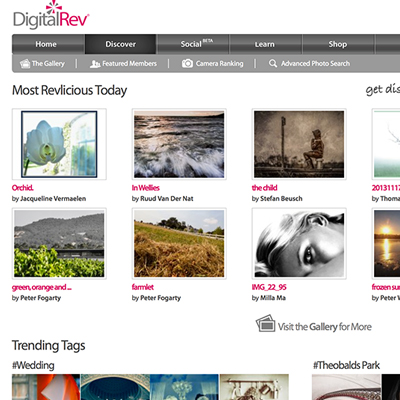 DigitalRev
Home Discover Social BETA Learn Shop
The Gallery Featured Members Camera Ranking Advanced Photo Search
Most Revlicious Today
get dis
Orchid. In Wellies the child 2013111
by Jacqueline Vermaelen by Ruud Van Der Nat by Stefan Beusch by Thoma
green, orange and ... farmlet IMG_22_95 frozen sun
by Peter Fogarty by Peter Fogarty by Milla Ma by Peter
Visit the Gallery for More
Trending Tags
#Wedding #Theobalds Park